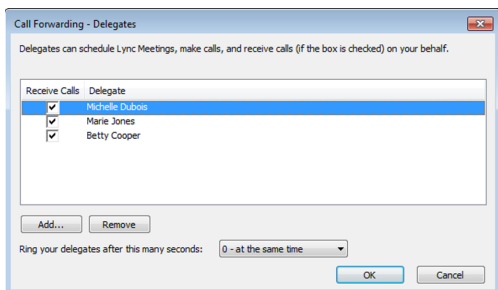 Call Forwarding - Delegates
Delegates can schedule Lync Meetings, make calls, and receive calls (if the box is checked) on your behalf.
Receive Calls Delegate
Michelle Dubois
Marie Jones
Betty Cooper
Add... Remove
Ring your delegates after this many seconds: 0 - at the same time
OK Cancel